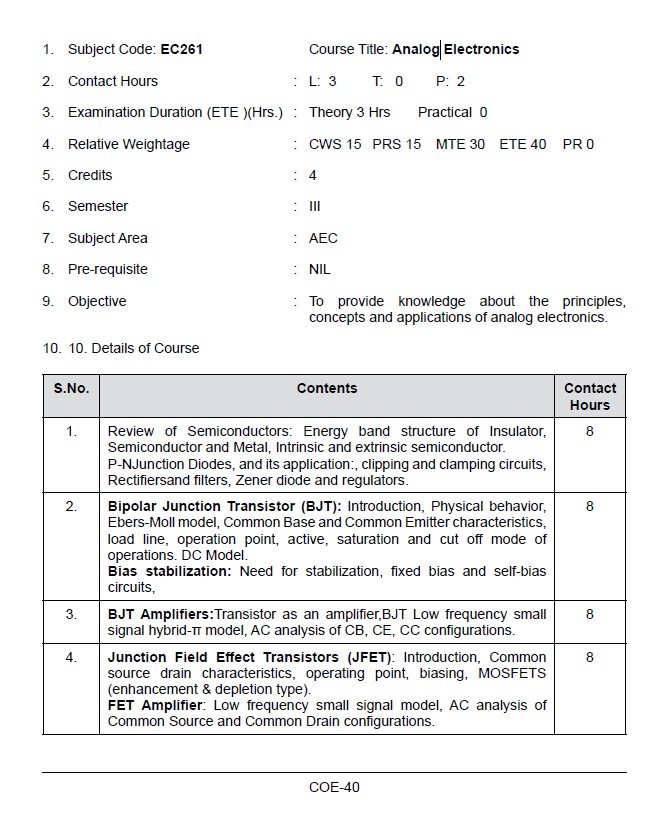 1. Subject Code: EC261 Course Title: Analog Electronics
2. Contact Hours : L: 3 T: 0 P: 2
3. Examination Duration (ETE )(Hrs.) : Theory 3 Hrs Practical 0
4. Relative Weightage : CWS 15 PRS 15 MTE 30 ETE 40 PR 0
5. Credits : 4
6. Semester : III
7. Subject Area : AEC
8. Pre-requisite : NIL
9. Objective : To provide knowledge about the principles,
concepts and applications of analog electronics.
10. 10. Details of Course
S.No. Contents Contact
Hours
1. Review of Semiconductors: Energy band structure of Insulator, 8
Semiconductor and Metal, Intrinsic and extrinsic semiconductor.
P-NJunction Diodes, and its application:, clipping and clamping circuits,
Rectifiersand filters, Zener diode and regulators.
2. Bipolar Junction Transistor (BJT): Introduction, Physical behavior, 8
Ebers-Moll model, Common Base and Common Emitter characteristics,
load line, operation point, active, saturation and cut off mode of
operations. DC Model.
Bias stabilization: Need for stabilization, fixed bias and self-bias
circuits,
3. BJT Amplifiers:Transistor as an amplifier,BJT Low frequency small 8
signal hybrid-π model, AC analysis of CB, CE, CC configurations.
4. Junction Field Effect Transistors (JFET): Introduction, Common 8
source drain characteristics, operating point, biasing, MOSFETS
(enhancement & depletion type).
FET Amplifier: Low frequency small signal model, AC analysis of
Common Source and Common Drain configurations.
COE-40